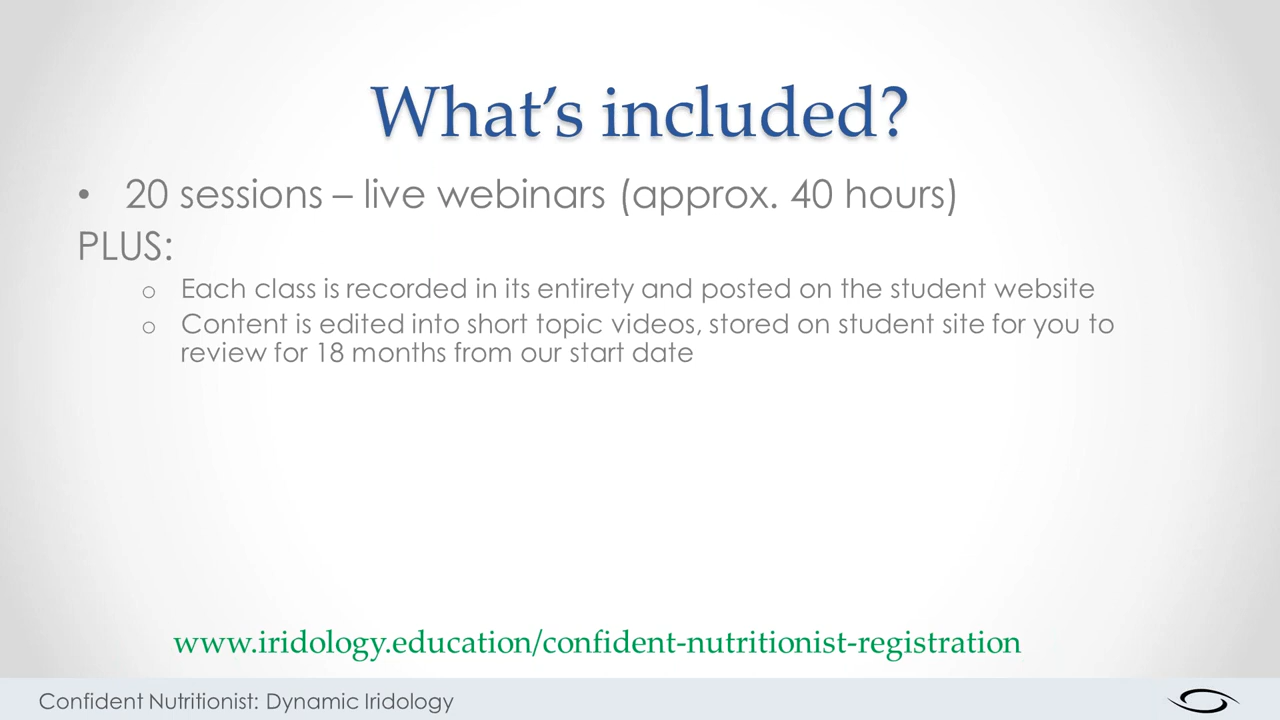 What's included?
• 20 sessions – live webinars (approx. 40 hours)
PLUS:
o Each class is recorded in its entirety and posted on the student website
o Content is edited into short topic videos, stored on student site for you to
review for 18 months from our start date
www.iridology.education/confident-nutritionist-registration
Confident Nutritionist: Dynamic Iridology